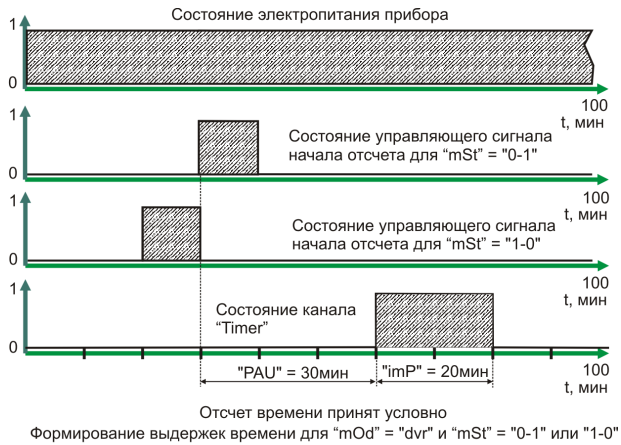 Состояние электропитания прибора
1
0
100
t, мин
1
0
Состояние управляющего сигнала
начала отсчета для “mSt” = "0-1"
100
t, мин
1
0
Состояние управляющего сигнала
начала отсчета для “mSt” = "1-0"
100
t, мин
1
0
Состояние канала
“Timer”
100
t, мин
"PAU" = 30мин
"imP" = 20мин
Отсчет времени принят условно
Формирование выдержек времени для “mOd” = "dvr" и “mSt” = "0-1" или "1-0"